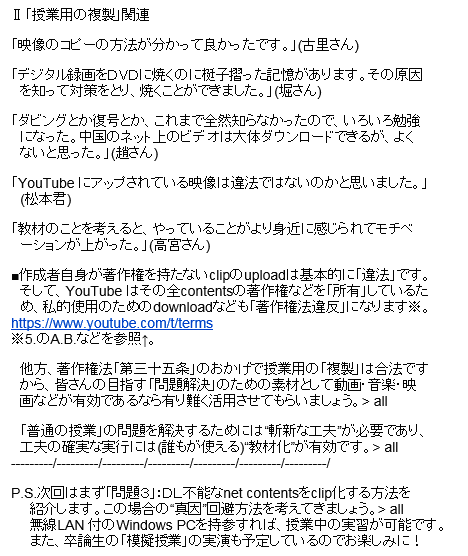 Ⅱ「授業用の複製」関連
「映像のコピーの方法が分かって良かったです。」(古里さん)
「デジタル録画をDVDに焼くのに梃子摺った記憶があります。その原因
を知って対策をとり、焼くことができました。」(堀さん)
「ダビングとか復号とか、これまで全然知らなかったので、いろいろ勉強
になった。中国のネット上のビデオは大体ダウンロードできるが、よく
ないと思った。」(趙さん)
「YouTubeにアップされている映像は違法ではないのかと思いました。」
(松本君)
「教材のことを考えると、やっていることがより身近に感じられてモチベ
ーションが上がった。」(高宮さん)
■作成者自身が著作権を持たないclipのuploadは基本的に「違法」です。
そして、YouTubeはその全contentsの著作権などを「所有」しているた
め、私的使用のためのdownloadなども「著作権法違反」になります※。
https://www.youtube.com/t/terms
※5.のA.B.などを参照↑。
他方、著作権法「第三十五条」のおかげで授業用の「複製」は合法です
から、皆さんの目指す「問題解決」のための素材として動画・音楽・映
画などが有効であるなら有り難く活用させてもらいましょう。> all
「普通の授業」の問題を解決するためには“斬新な工夫”が必要であり、
工夫の確実な実行には(誰もが使える)“教材化”が有効です。> all
---------/---------/---------/---------/---------/---------/---------/
P.S.次回はまず「問題3」:DL不能なnet contentsをclip化する方法を
紹介します。この場合の“真因”回避方法を考えてきましょう。> all
無線LAN付のWindows PCを持参すれば、授業中の実習が可能です。
また、卒論生の「模擬授業」の実演も予定しているのでお楽しみに!